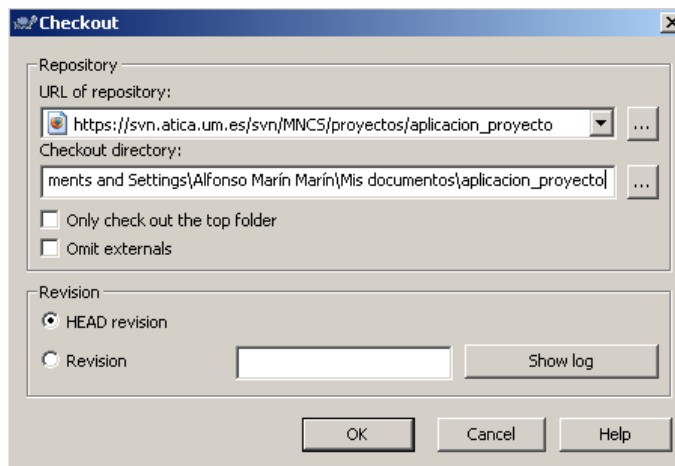 Checkout
Repository
URL of repository:
https://svn.atica.um.es/svn/MNCS/proyectos/aplicacion_proyecto
...
Checkout directory:
ments and Settings\Alfonso Marín Marín\Mis documentos\aplicacion_proyecto
...
Only check out the top folder
Omit externals
Revision
HEAD revision
Revision
Show log
OK Cancel Help